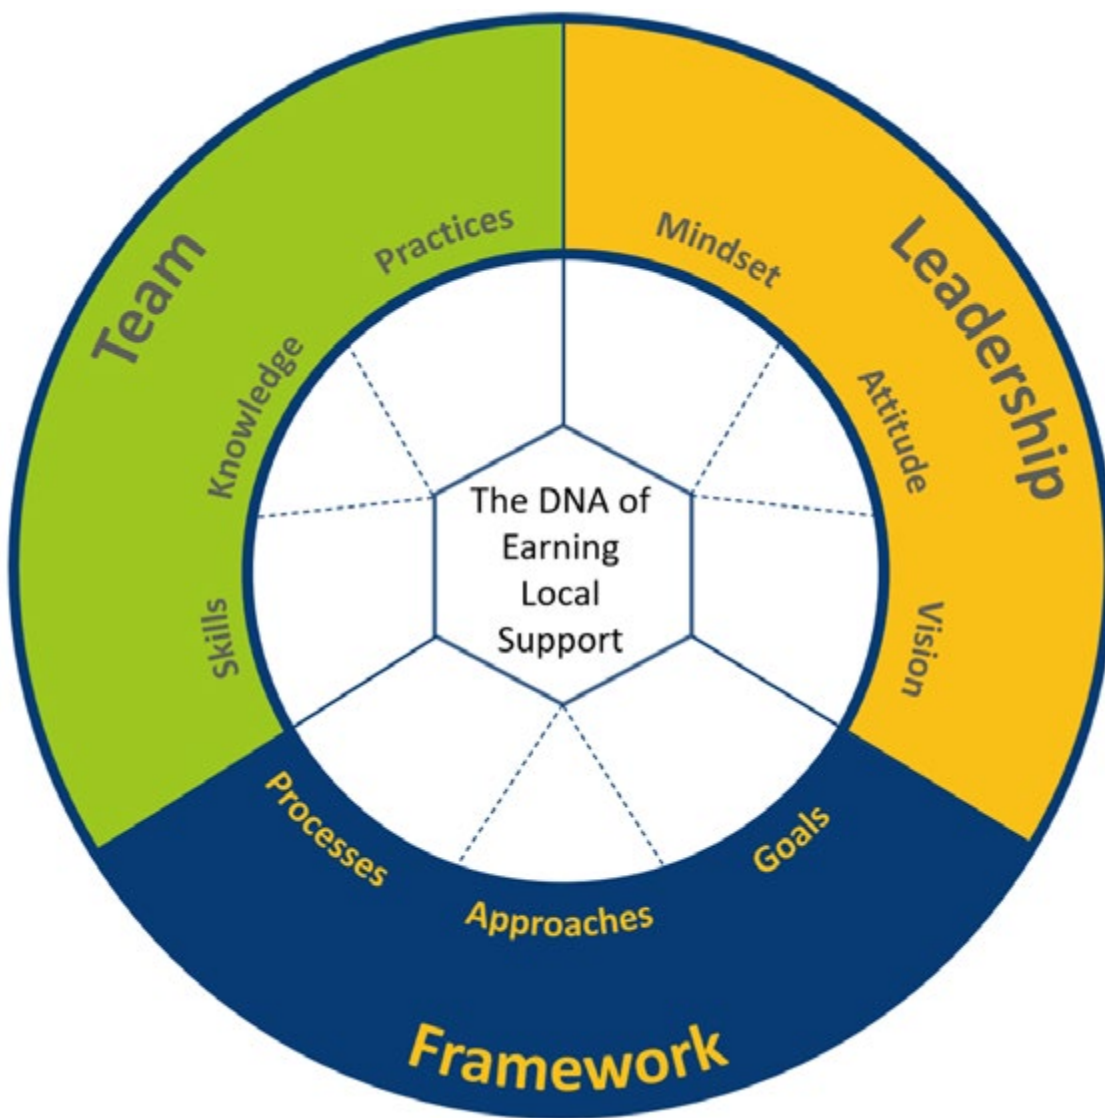 Team
Practices
Knowledge
Skills
Leadership
Mindset
Attitude
Vision
The DNA of
Earning
Local
Support
Processes
Approaches
Goals
Framework